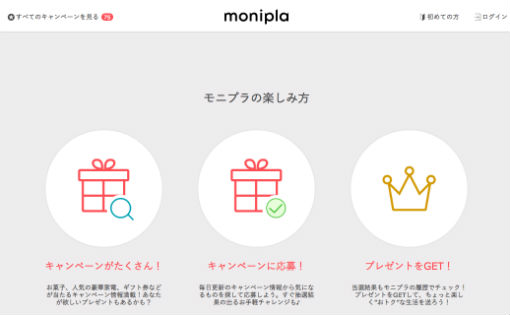 すべてのキャンペーンを見る 75
monipla
初めての方
ログイン
モニプラの楽しみ方
キャンペーンがたくさん！
お菓子、人気の豪華家電、ギフト券など
が当たるキャンペーン情報満載！あなた
が欲しいプレゼントもあるかも？
キャンペーンに応募！
毎日更新のキャンペーン情報から気に
なるものを探して応募しよう。すぐ抽選結
果の出るお手軽チャレンジも♪
プレゼントをGET！
当選結果もモニプラの履歴でチェック！
プレゼントをGETして、ちょっと楽し
く"おトク"な生活を送ろう！